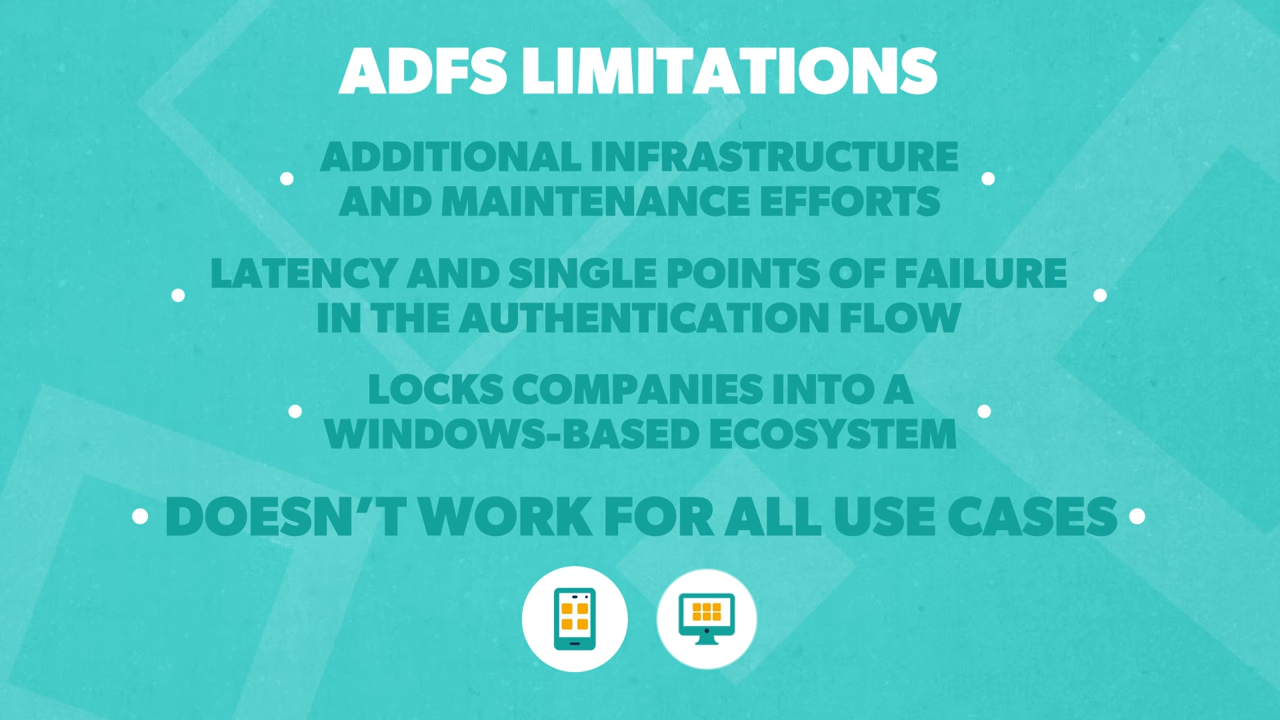 ADFS LIMITATIONS
ADDITIONAL INFRASTRUCTURE
AND MAINTENANCE EFFORTS
LATENCY AND SINGLE POINTS OF FAILURE
IN THE AUTHENTICATION FLOW
LOCKS COMPANIES INTO A
WINDOWS-BASED ECOSYSTEM
DOESN’T WORK FOR ALL USE CASES